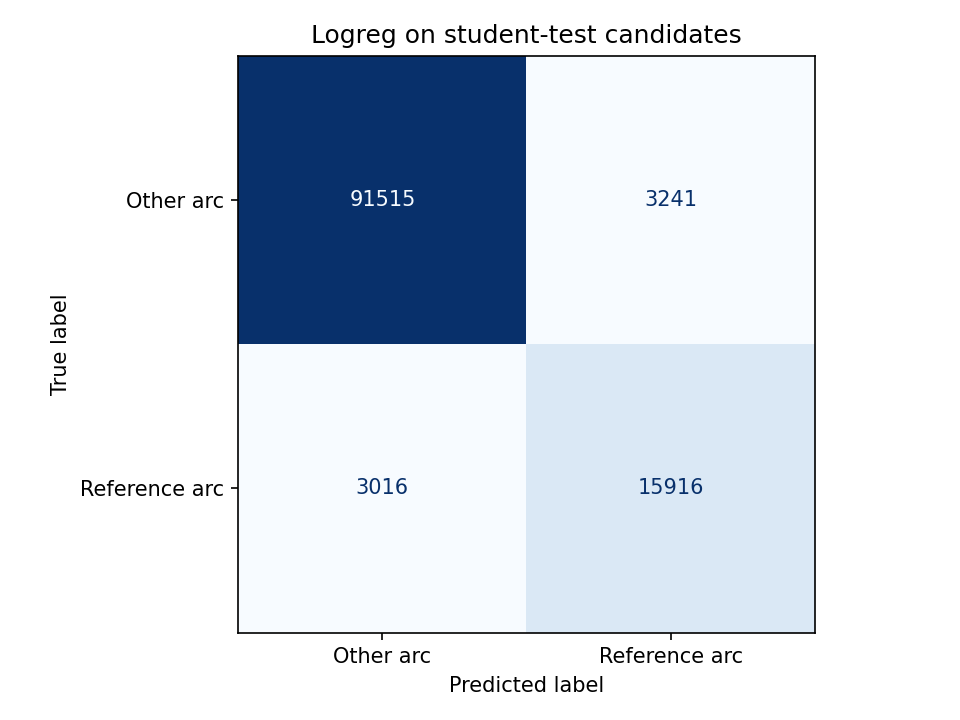 Logreg on student-test candidates
True label
Other arc
91515
3241
Reference arc
3016
15916
Other arc
Reference arc
Predicted label